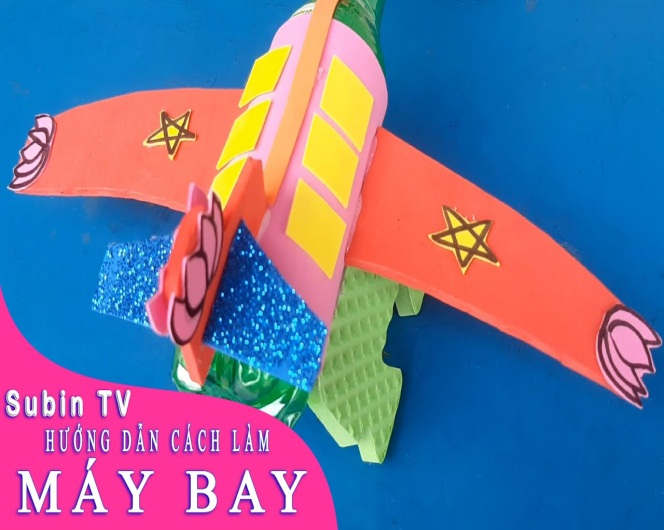 Subin TV
HƯỚNG DẪN CÁCH LÀM
MÁY BAY